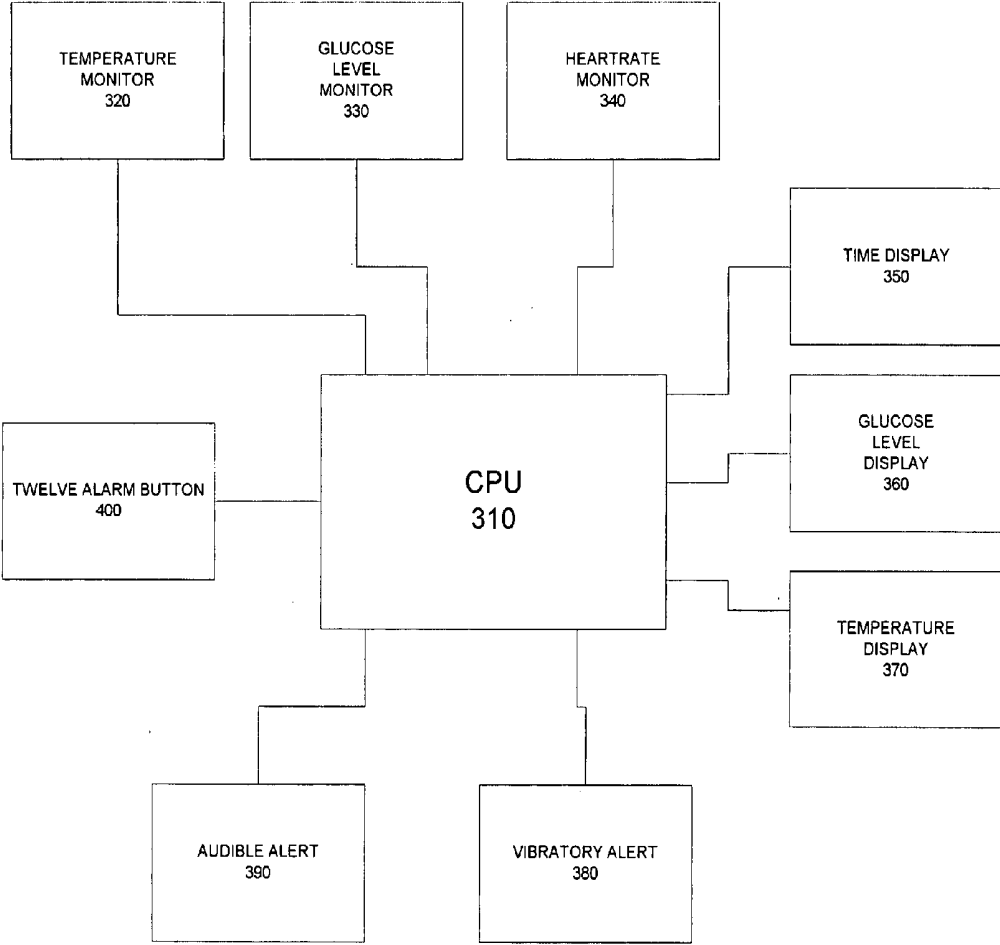 TEMPERATURE
MONITOR
320
GLUCOSE
LEVEL
MONITOR
330
HEARTRATE
MONITOR
340
TIME DISPLAY
350
GLUCOSE
LEVEL
DISPLAY
360
TWELVE ALARM BUTTON
400
CPU
310
TEMPERATURE
DISPLAY
370
AUDIBLE ALERT
390
VIBRATORY ALERT
380